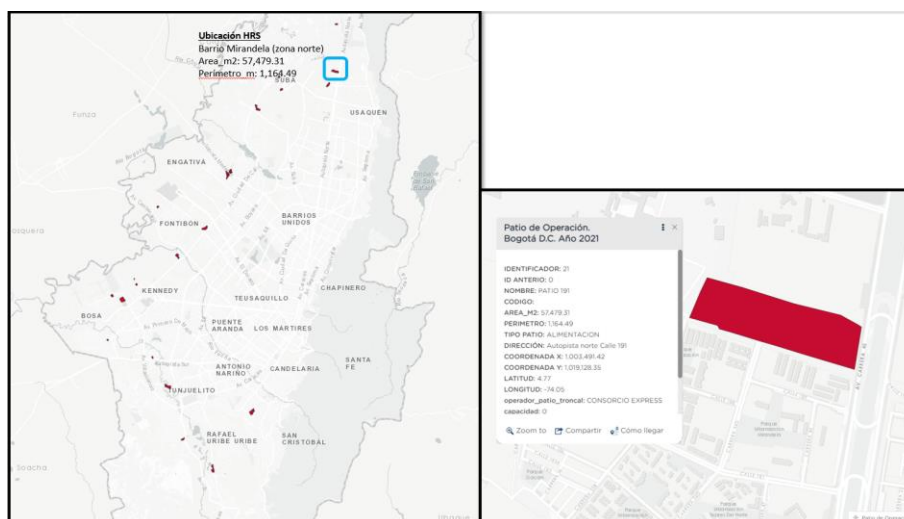 Ubicación HRS
Barrio Mirandela (zona norte)
Area_m2: 57,479.31
Perímetro_m: 1,164.49
SUBA
USAQUEN
Funza
ENGATIVÁ
FONTIBON
BARRIOS
UNIDOS
CHAPINERO
KENNEDY
TEUSAQUILLO
BOSA
PUENTE
ARANDA
LOS MARTIRES
SANTA
FE
ANTONIO
NARIÑO
CANDELARIA
TUNJUELITO
RAFAEL
URIBE URIBE
SAN
CRISTOBAL
Soacha
Patio de Operación.
Bogotá D.C. Año 2021
IDENTIFICADOR: 21
ID ANTERIO: 0
NOMBRE: PATIO 191
CODIGO:
AREA_M2: 57,479.31
PERIMETRO: 1,164.49
TIPO PATIO: ALIMENTACION
DIRECCIÓN: Autopista norte Calle 191
COORDENADA X: 1.003.491.42
COORDENADA Y: 1.019.128.35
LATITUD: 4.77
LONGITUD: -74.05
operador_patio_troncal: CONSORCIO EXPRESS
capacidad: 0
Zoom to
Compartir
Cómo llegar